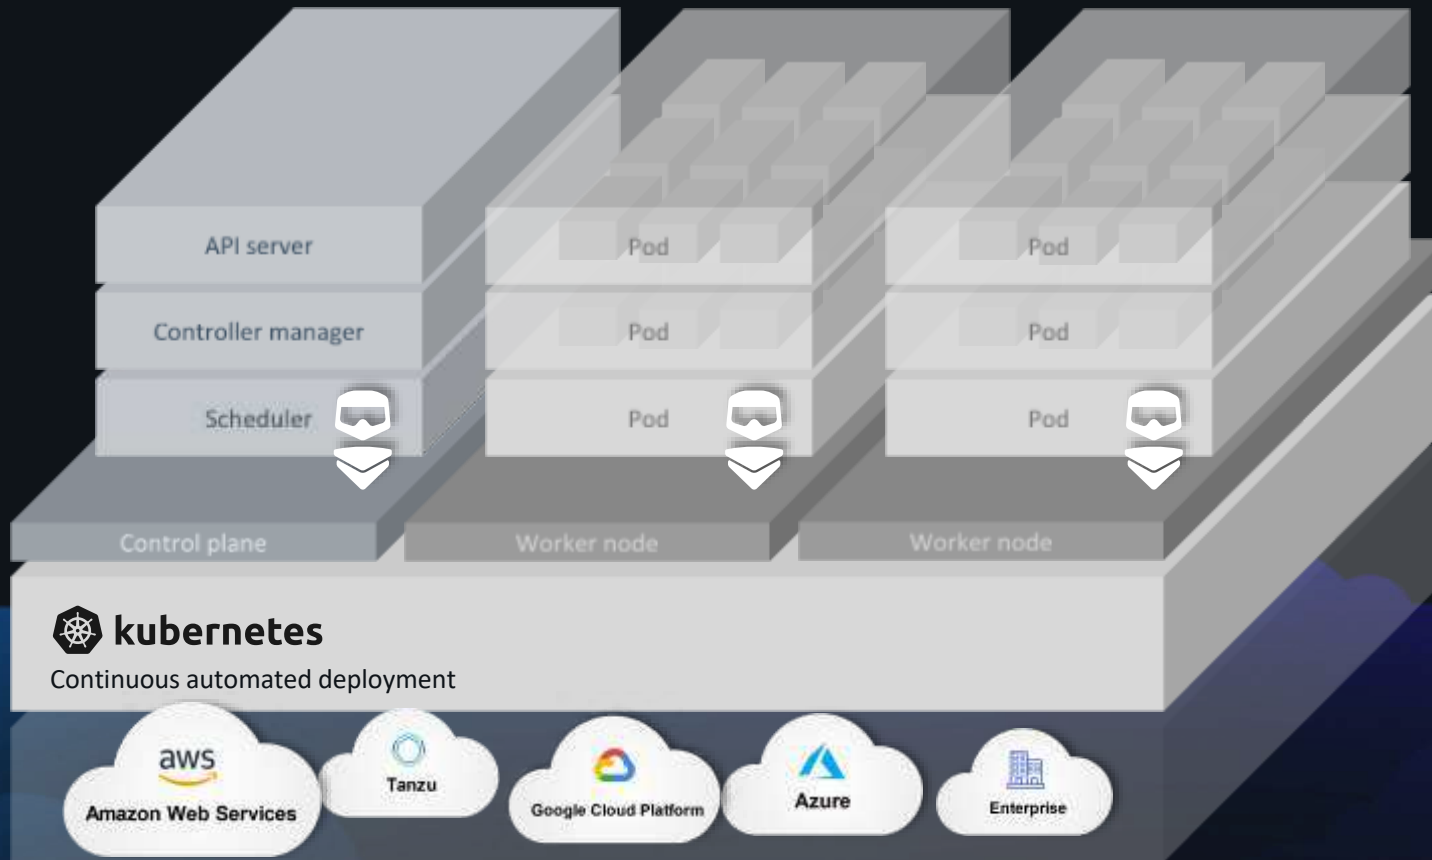 API server
Pod
Pod
Controller manager
Pod
Pod
Scheduler
Pod
Pod
Control plane
Worker node
Worker node
kubernetes
Continuous automated deployment
aws
Amazon Web Services
Tanzu
Google Cloud Platform
Azure
Enterprise